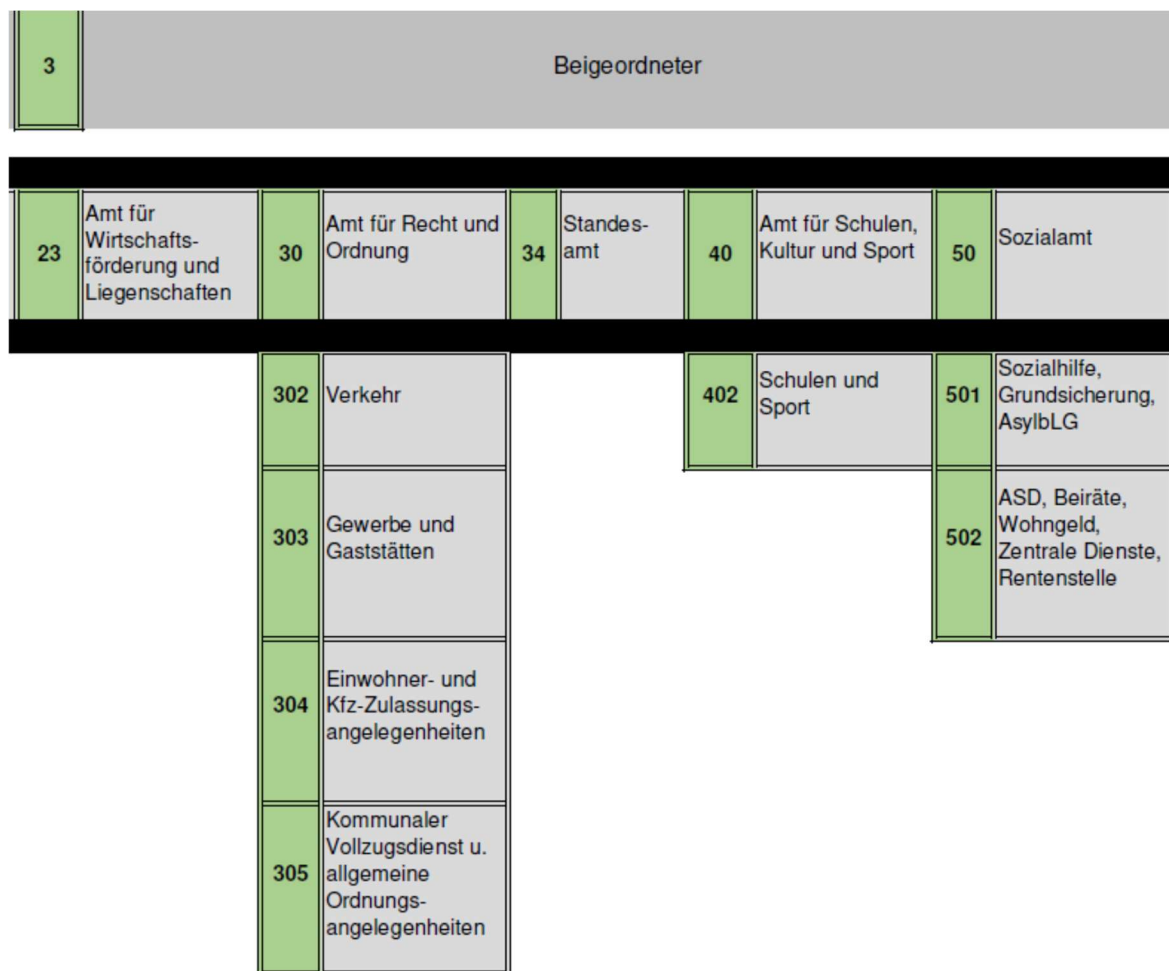 3
Beigeordneter
23
Amt für
Wirtschafts-
förderung und
Liegenschaften
30
Amt für Recht und
Ordnung
34
Standes-
amt
40
Amt für Schulen,
Kultur und Sport
50
Sozialamt
302
Verkehr
402
Schulen und
Sport
501
Sozialhilfe,
Grundsicherung,
AsylbLG
303
Gewerbe und
Gaststätten
502
ASD, Beiräte,
Wohngeld,
Zentrale Dienste,
Rentenstelle
304
Einwohner- und
Kfz-Zulassungs-
angelegenheiten
305
Kommunaler
Vollzugsdienst u.
allgemeine
Ordnungs-
angelegenheiten